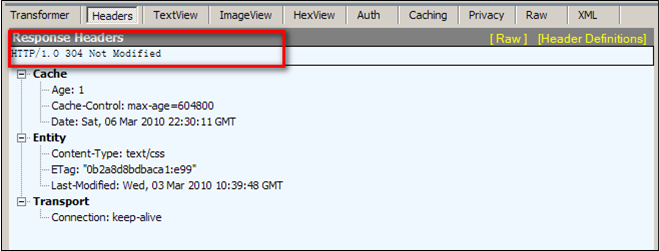 Transformer Headers TextView ImageView HexView Auth Caching Privacy Raw XML
Response Headers [ Raw ] [Header Definitions]
HTTP/1.0 304 Not Modified
Cache
Age: 1
Cache-Control: max-age=604800
Date: Sat, 06 Mar 2010 22:30:11 GMT
Entity
Content-Type: text/css
ETag: "0b2a8d8bdbaca1:e99"
Last-Modified: Wed, 03 Mar 2010 10:39:48 GMT
Transport
Connection: keep-alive